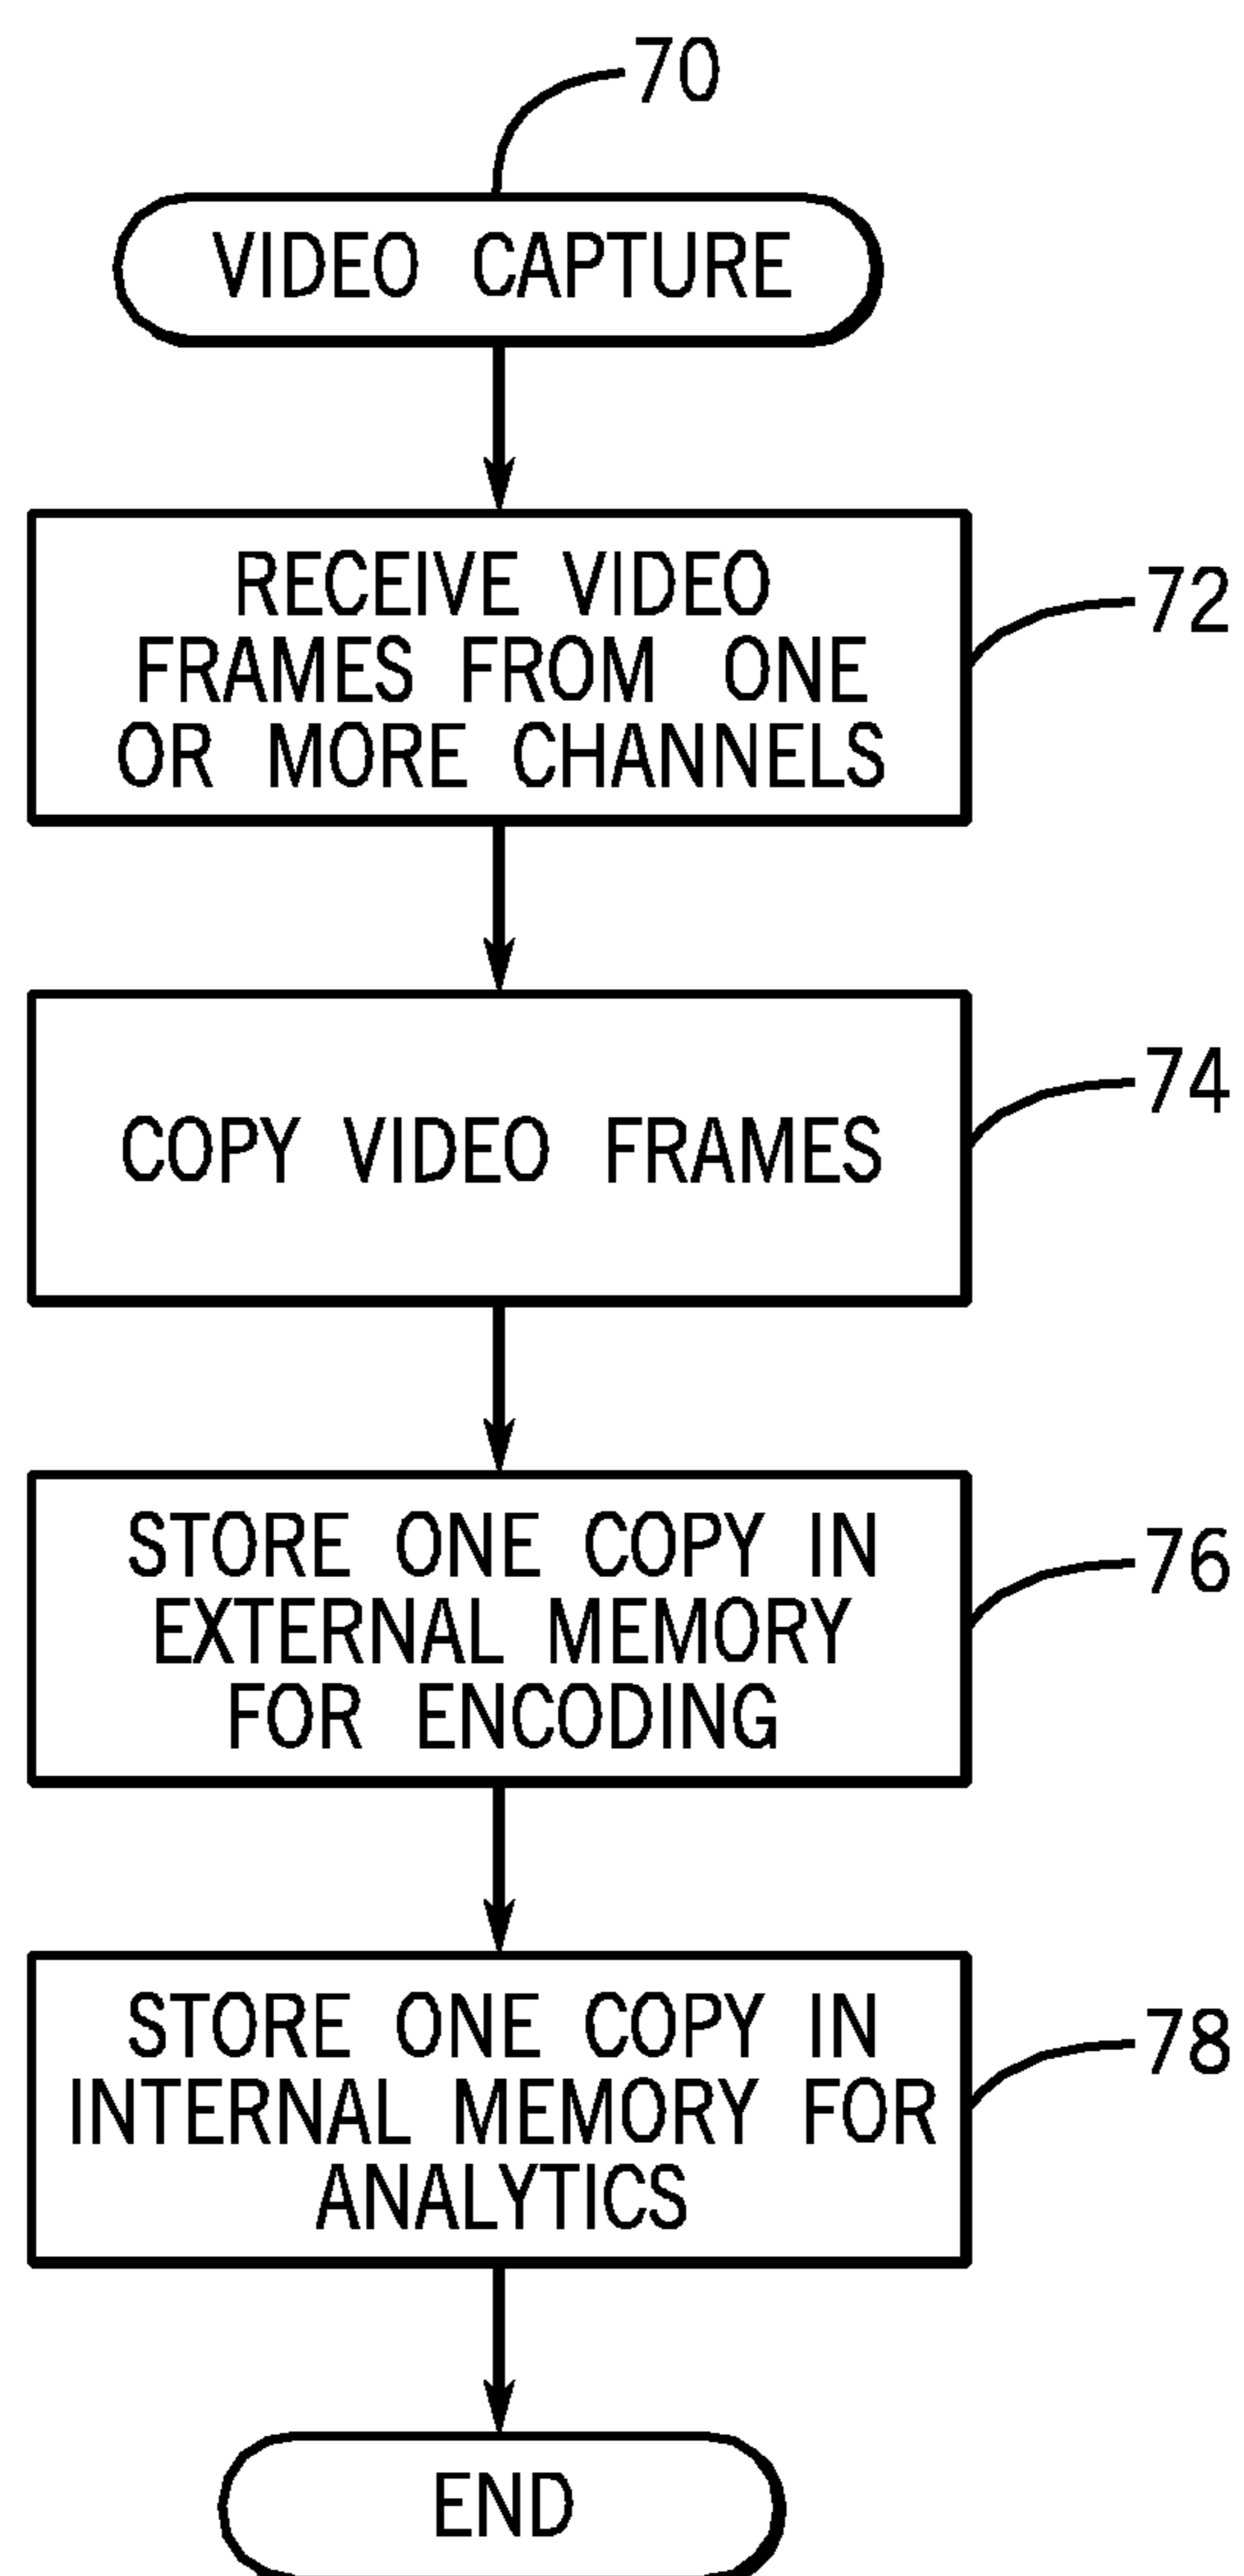 70
VIDEO CAPTURE
RECEIVE VIDEO
FRAMES FROM ONE
OR MORE CHANNELS
72
COPY VIDEO FRAMES
74
STORE ONE COPY IN
EXTERNAL MEMORY
FOR ENCODING
76
STORE ONE COPY IN
INTERNAL MEMORY FOR
ANALYTICS
78
END